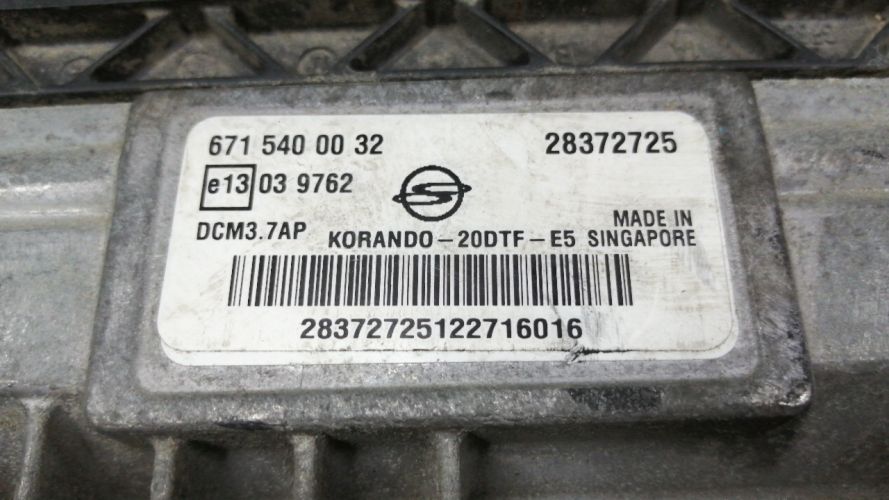 671 540 00 32 28372725
e13 03 9762
DCM3.7AP KORANDO-20DTF-E5 MADE IN SINGAPORE
28372725122716016